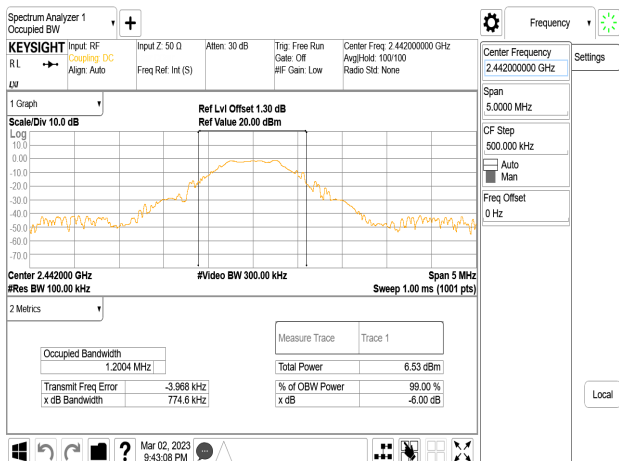 Spectrum Analyzer 1
Occupied BW
Frequency
KEYSIGHT
RL
Input: RF
Coupling: DC
Align: Auto
Input Z: 50 Ω
Freq Ref: Int (S)
Atten: 30 dB
Trig: Free Run
Gate: Off
#IF Gain: Low
Center Freq: 2.442000000 GHz
Avg|Hold: 100/100
Radio Std: None
LXI
Center Frequency
2.442000000 GHz
Settings
Span
5.0000 MHz
CF Step
500.000 kHz
Auto
Man
Freq Offset
0 Hz
Local
1 Graph
Scale/Div 10.0 dB
Ref Lvl Offset 1.30 dB
Ref Value 20.00 dBm
Log
10.0
0.00
-10.0
-20.0
-30.0
-40.0
-50.0
-60.0
-70.0
Center 2.442000 GHz
#Video BW 300.00 kHz
Span 5 MHz
#Res BW 100.00 kHz
Sweep 1.00 ms (1001 pts)
2 Metrics
Measure Trace
Trace 1
Occupied Bandwidth
1.2004 MHz
Total Power
6.53 dBm
Transmit Freq Error
-3.968 kHz
% of OBW Power
99.00 %
x dB Bandwidth
774.6 kHz
x dB
-6.00 dB
?
Mar 02, 2023
9:43:08 PM